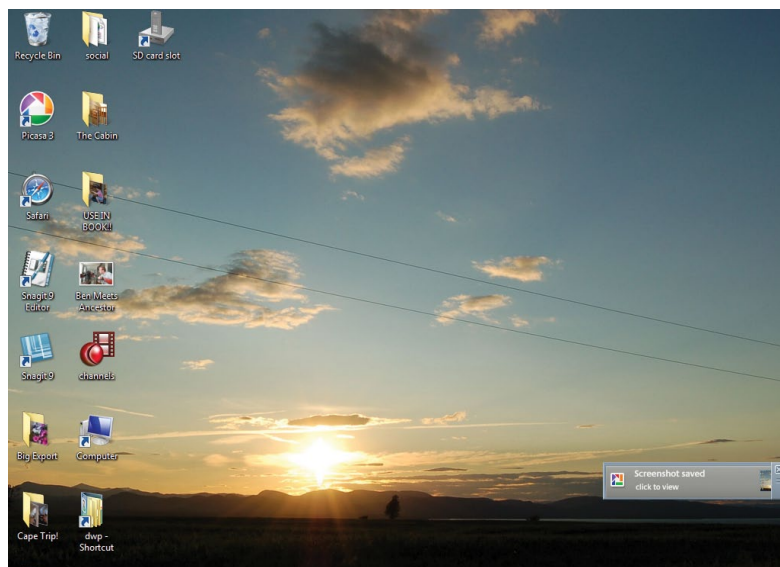 Recycle Bin
social
SD card slot
Picasa 3
The Cabin
Safari
USE IN
BOOK!!
Snagit 9
Editor
Ben Meets
Ancestor
Snagit 9
channels
Big Export
Computer
Cape Trip!
dwp -
Shortcut
Screenshot saved
click to view